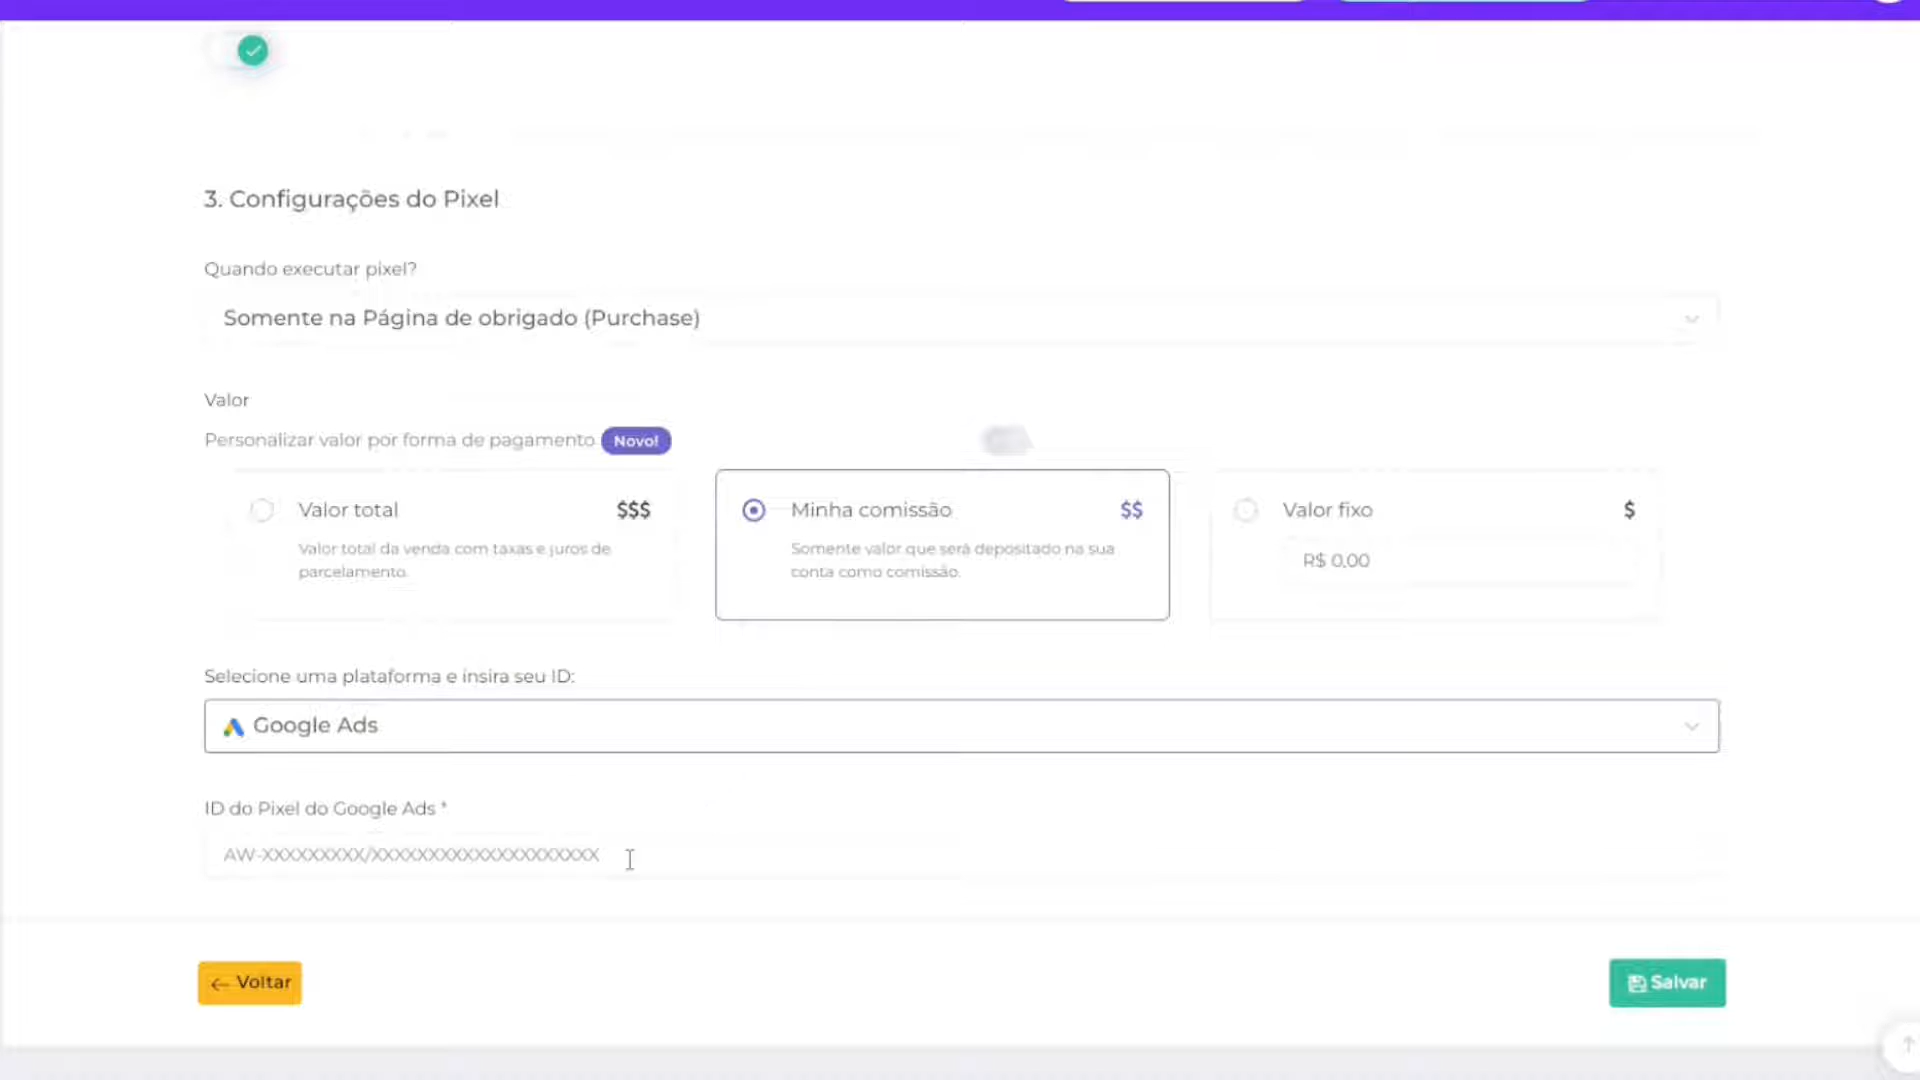 3. Configurações do Pixel
Quando executar pixel?
Somente na Página de obrigado (Purchase)
Valor
Personalizar valor por forma de pagamento Novo!
Valor total $$$
Valor total da venda com taxas e juros de
parcelamento.
Minha comissão $$
Somente valor que será depositado na sua
conta como comissão.
Valor fixo $
R$ 0,00
Selecione uma plataforma e insira seu ID:
Google Ads
ID do Pixel do Google Ads *
AW-XXXXXXXXX/XXXXXXXXXXXXXXXXXXXX
← Voltar
Salvar